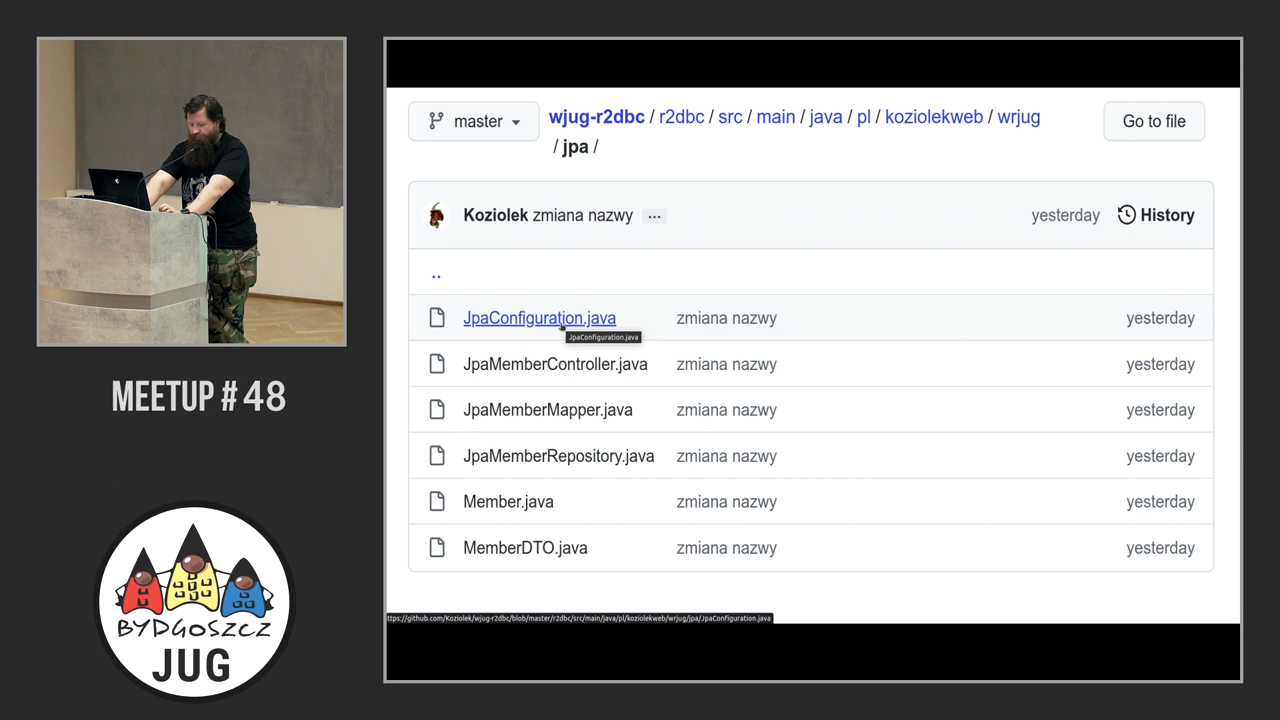 MEETUP # 48
BYDGOSZCZ
JUG
master
wjug-r2dbc / r2dbc / src / main / java / pl / koziolekweb / wrjug
/ jpa /
Go to file
Koziolek zmiana nazwy ... yesterday History
..
JpaConfiguration.java zmiana nazwy yesterday
JpaConfiguration.java
JpaMemberController.java zmiana nazwy yesterday
JpaMemberMapper.java zmiana nazwy yesterday
JpaMemberRepository.java zmiana nazwy yesterday
Member.java zmiana nazwy yesterday
MemberDTO.java zmiana nazwy yesterday
ttps://github.com/Koziolek/wjug-r2dbc/blob/master/r2dbc/src/main/java/pl/koziolekweb/wrjug/jpa/JpaConfiguration.java